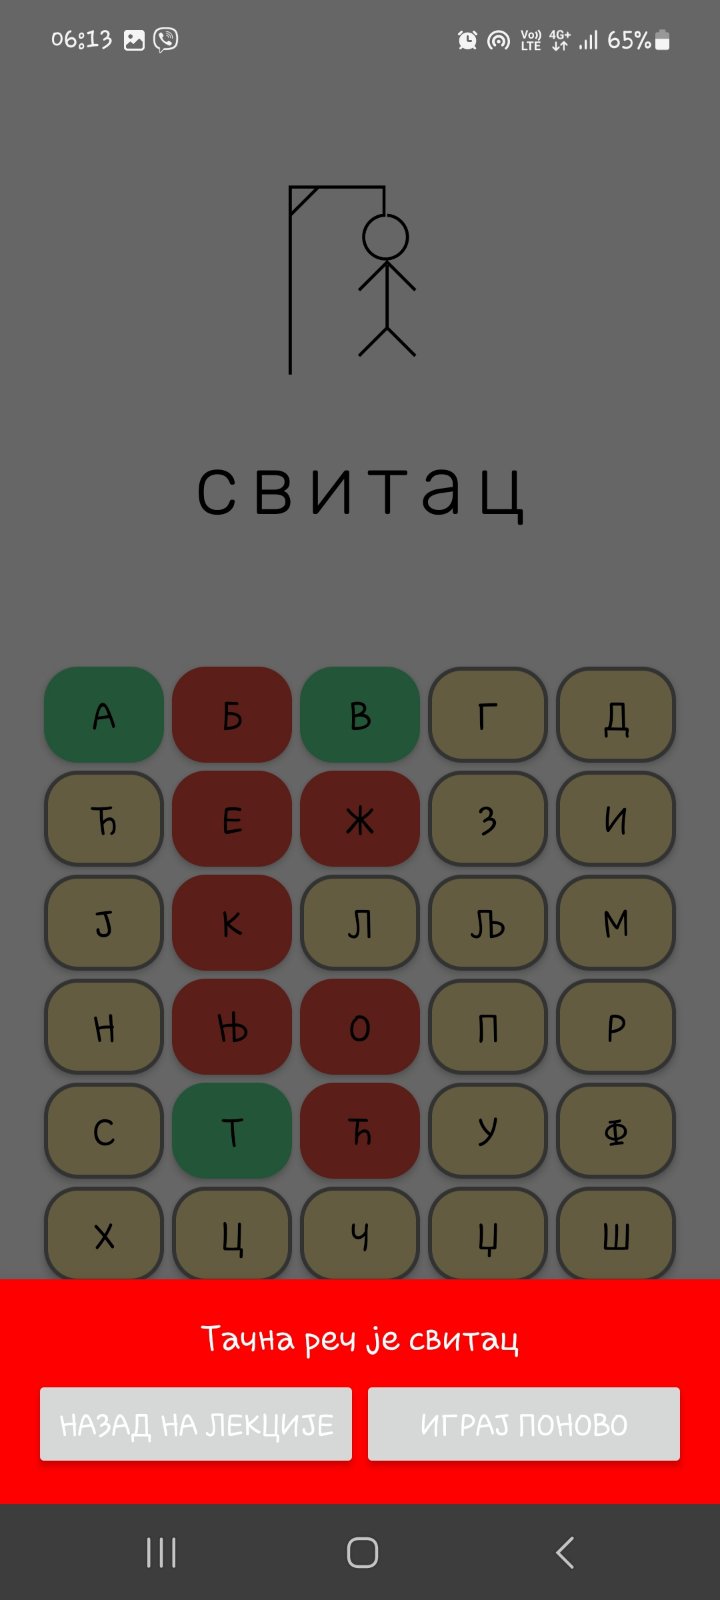 06:13 Vo)) LTE 4G+ 65%
свитац
А Б В Г Д
Ђ Е Ж З И
Ј К Л Љ М
Н Њ О П Р
С Т Ћ У Ф
Х Ц Ч Џ Ш
Тачна реч је свитац
НАЗАД НА ЛЕКЦИЈЕ ИГРАЈ ПОНОВО